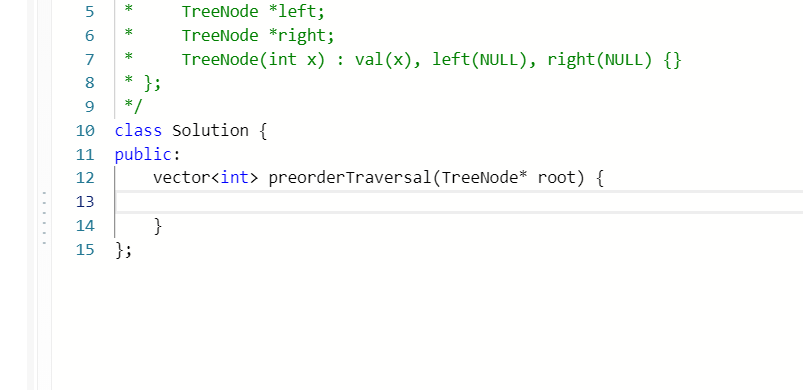 5 *     TreeNode *left;
6 *     TreeNode *right;
7 *     TreeNode(int x) : val(x), left(NULL), right(NULL) {}
8 * };
9 */
10 class Solution {
11 public:
12     vector<int> preorderTraversal(TreeNode* root) {
13
14     }
15 };